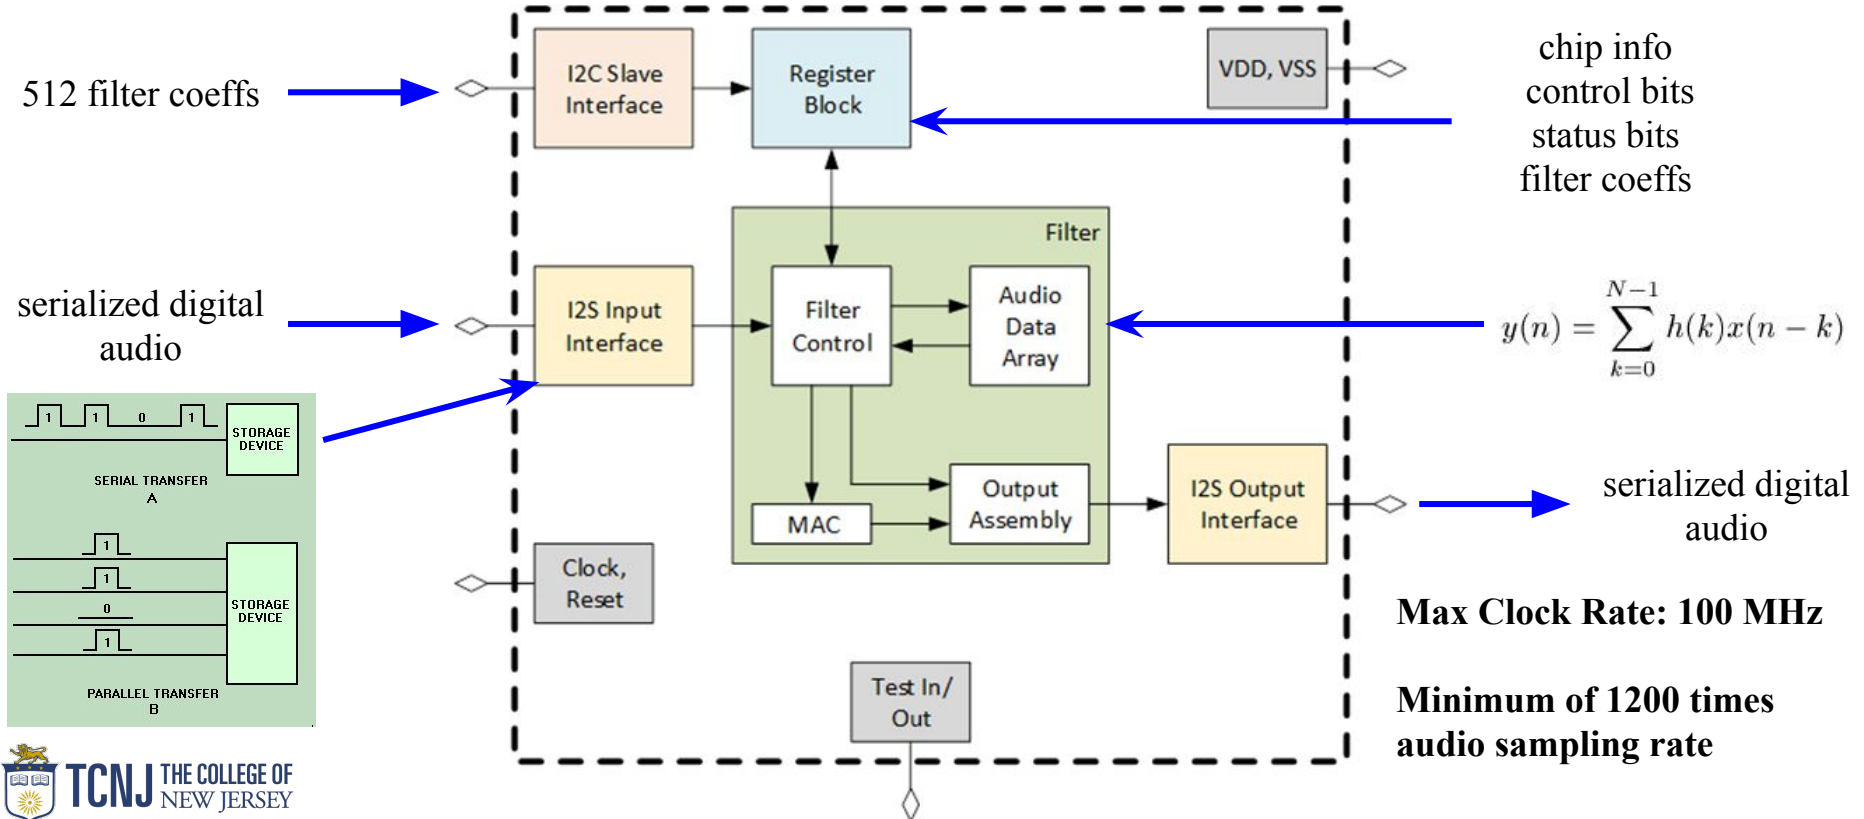 512 filter coeffs
I2C Slave
Interface
Register
Block
VDD, VSS
chip info
control bits
status bits
filter coeffs
serialized digital
audio
I2S Input
Interface
Filter
Filter
Control
Audio
Data
Array
y(n) = \sum_{k=0}^{N-1} h(k)x(n − k)
MAC
Output
Assembly
I2S Output
Interface
serialized digital
audio
1 1 0 1
STORAGE
DEVICE
SERIAL TRANSFER
A
1
1
0
1
STORAGE
DEVICE
PARALLEL TRANSFER
B
Clock,
Reset
Test In/
Out
Max Clock Rate: 100 MHz
Minimum of 1200 times
audio sampling rate
TCNJ THE COLLEGE OF
NEW JERSEY